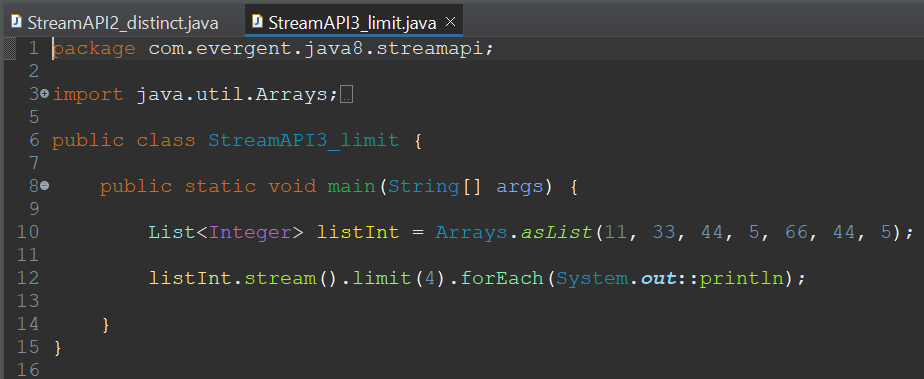 StreamAPI2_distinct.java StreamAPI3_limit.java
1 package com.evergent.java8.streamapi;
2
3 import java.util.Arrays;
5
6 public class StreamAPI3_limit {
7
8 public static void main(String[] args) {
9
10 List<Integer> listInt = Arrays.asList(11, 33, 44, 5, 66, 44, 5);
11
12 listInt.stream().limit(4).forEach(System.out::println);
13
14 }
15 }
16